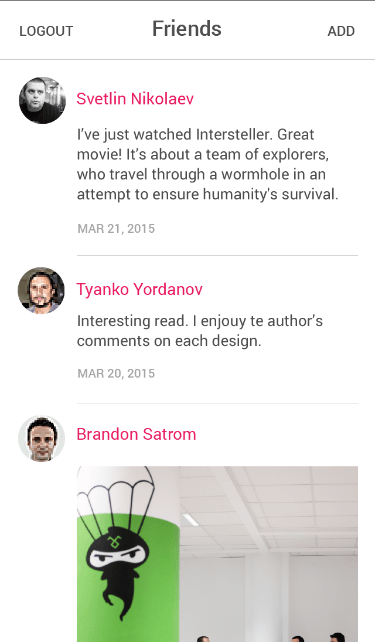 LOGOUT Friends ADD
Svetlin Nikolaev
I’ve just watched Intersteller. Great
movie! It’s about a team of explorers,
who travel through a wormhole in an
attempt to ensure humanity's survival.
MAR 21, 2015
Tyanko Yordanov
Interesting read. I enjouy te author’s
comments on each design.
MAR 20, 2015
Brandon Satrom